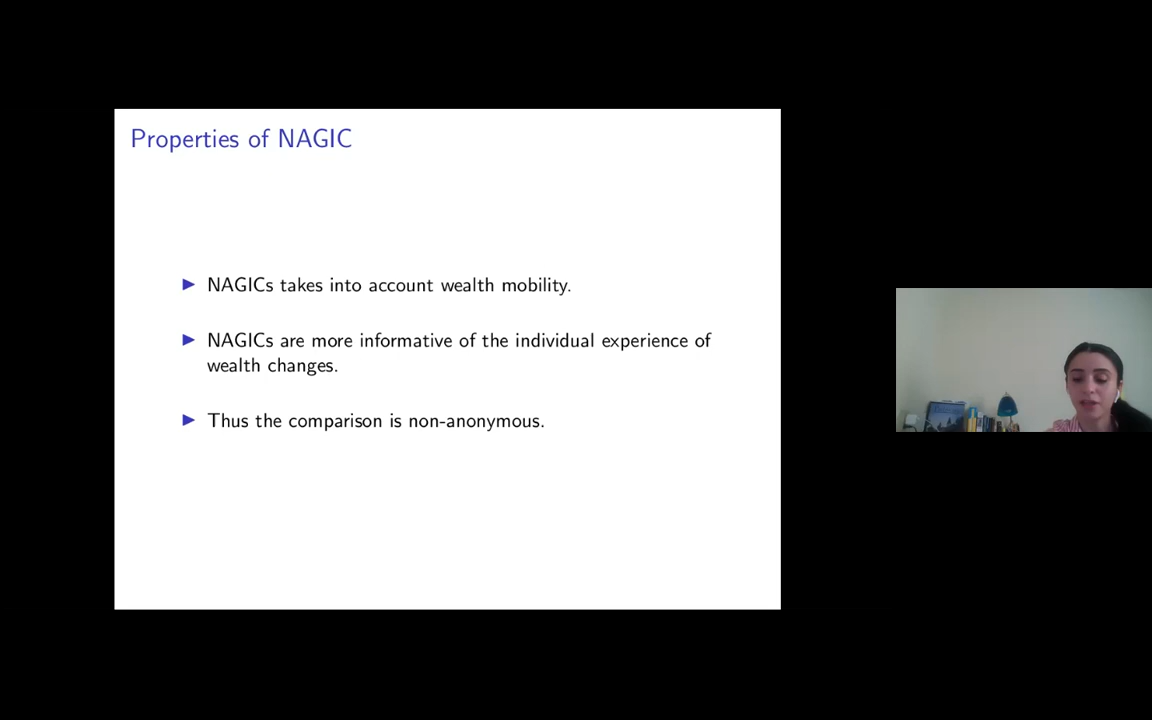 Properties of NAGIC
▶ NAGICs takes into account wealth mobility.
▶ NAGICs are more informative of the individual experience of
wealth changes.
▶ Thus the comparison is non-anonymous.